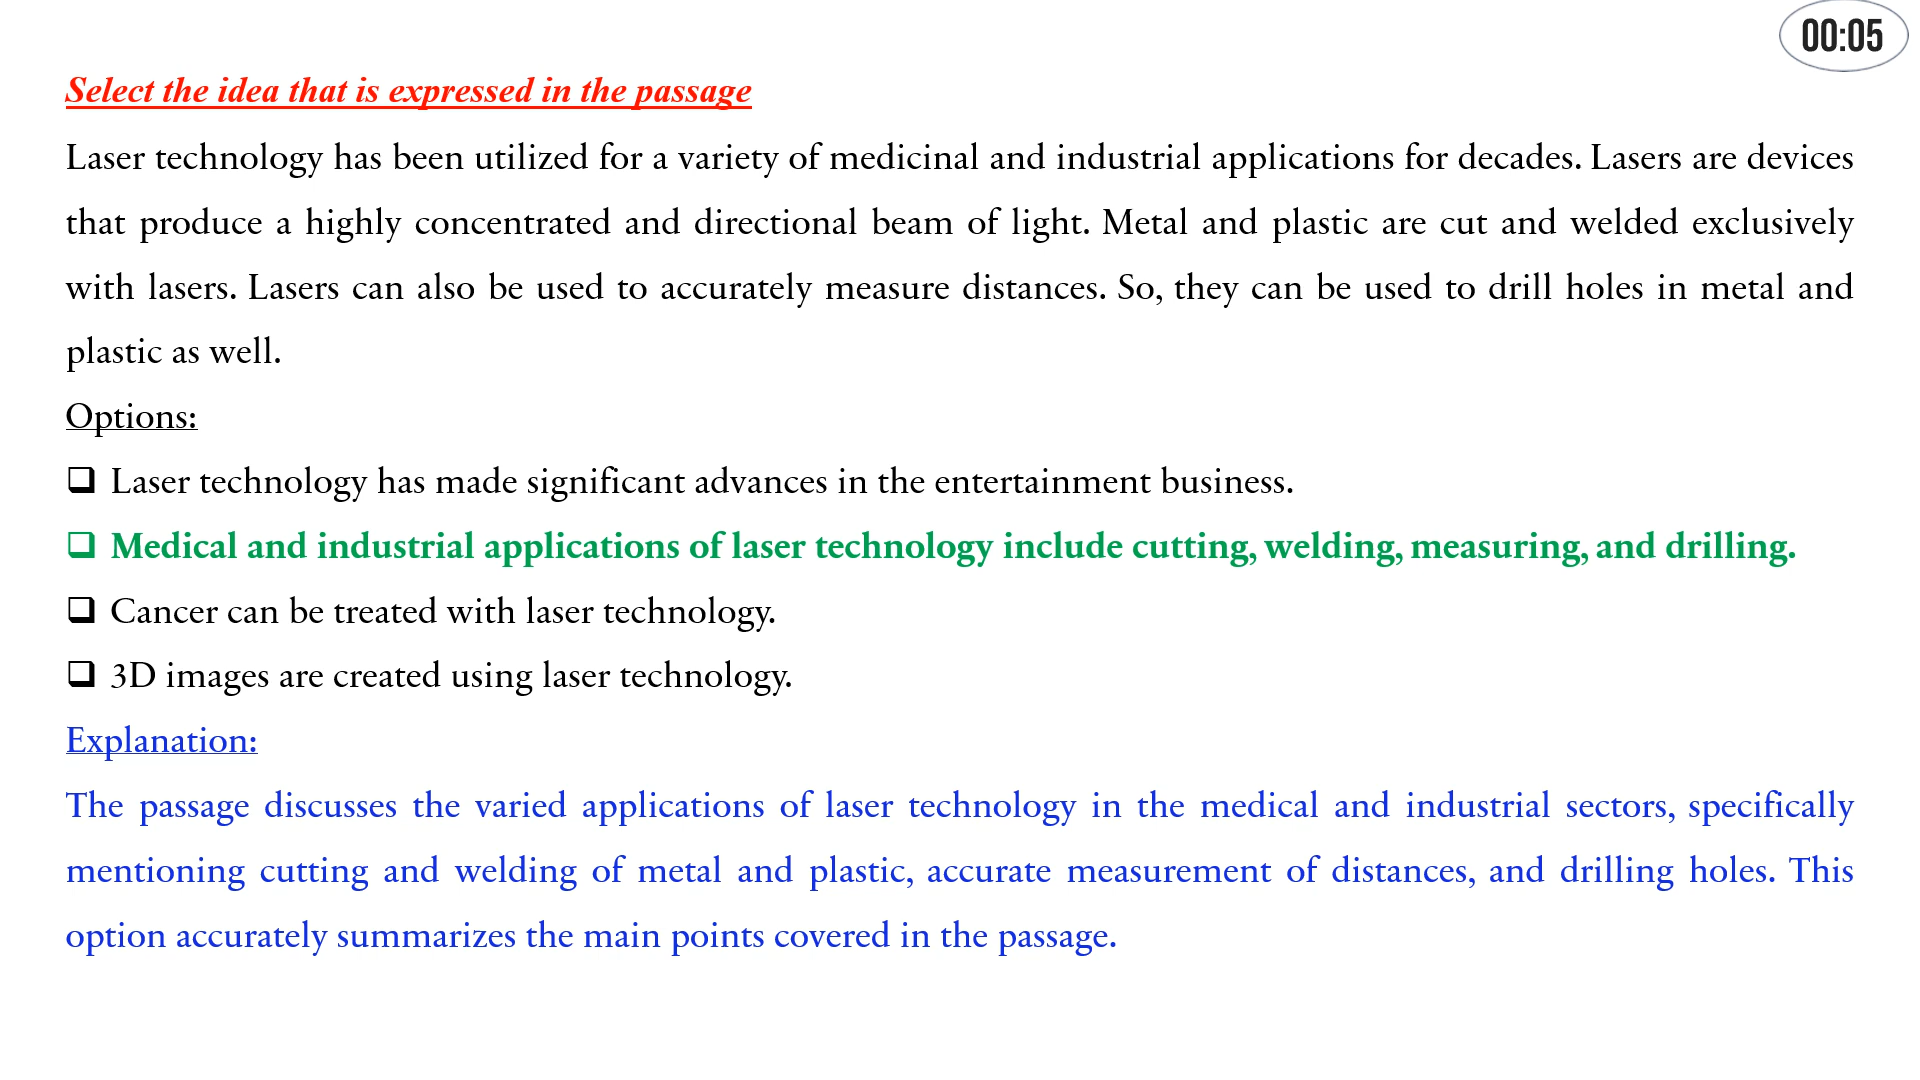 00:05
Select the idea that is expressed in the passage
Laser technology has been utilized for a variety of medicinal and industrial applications for decades. Lasers are devices
that produce a highly concentrated and directional beam of light. Metal and plastic are cut and welded exclusively
with lasers. Lasers can also be used to accurately measure distances. So, they can be used to drill holes in metal and
plastic as well.
Options:
❑ Laser technology has made significant advances in the entertainment business.
❑ Medical and industrial applications of laser technology include cutting, welding, measuring, and drilling.
❑ Cancer can be treated with laser technology.
❑ 3D images are created using laser technology.
Explanation:
The passage discusses the varied applications of laser technology in the medical and industrial sectors, specifically
mentioning cutting and welding of metal and plastic, accurate measurement of distances, and drilling holes. This
option accurately summarizes the main points covered in the passage.